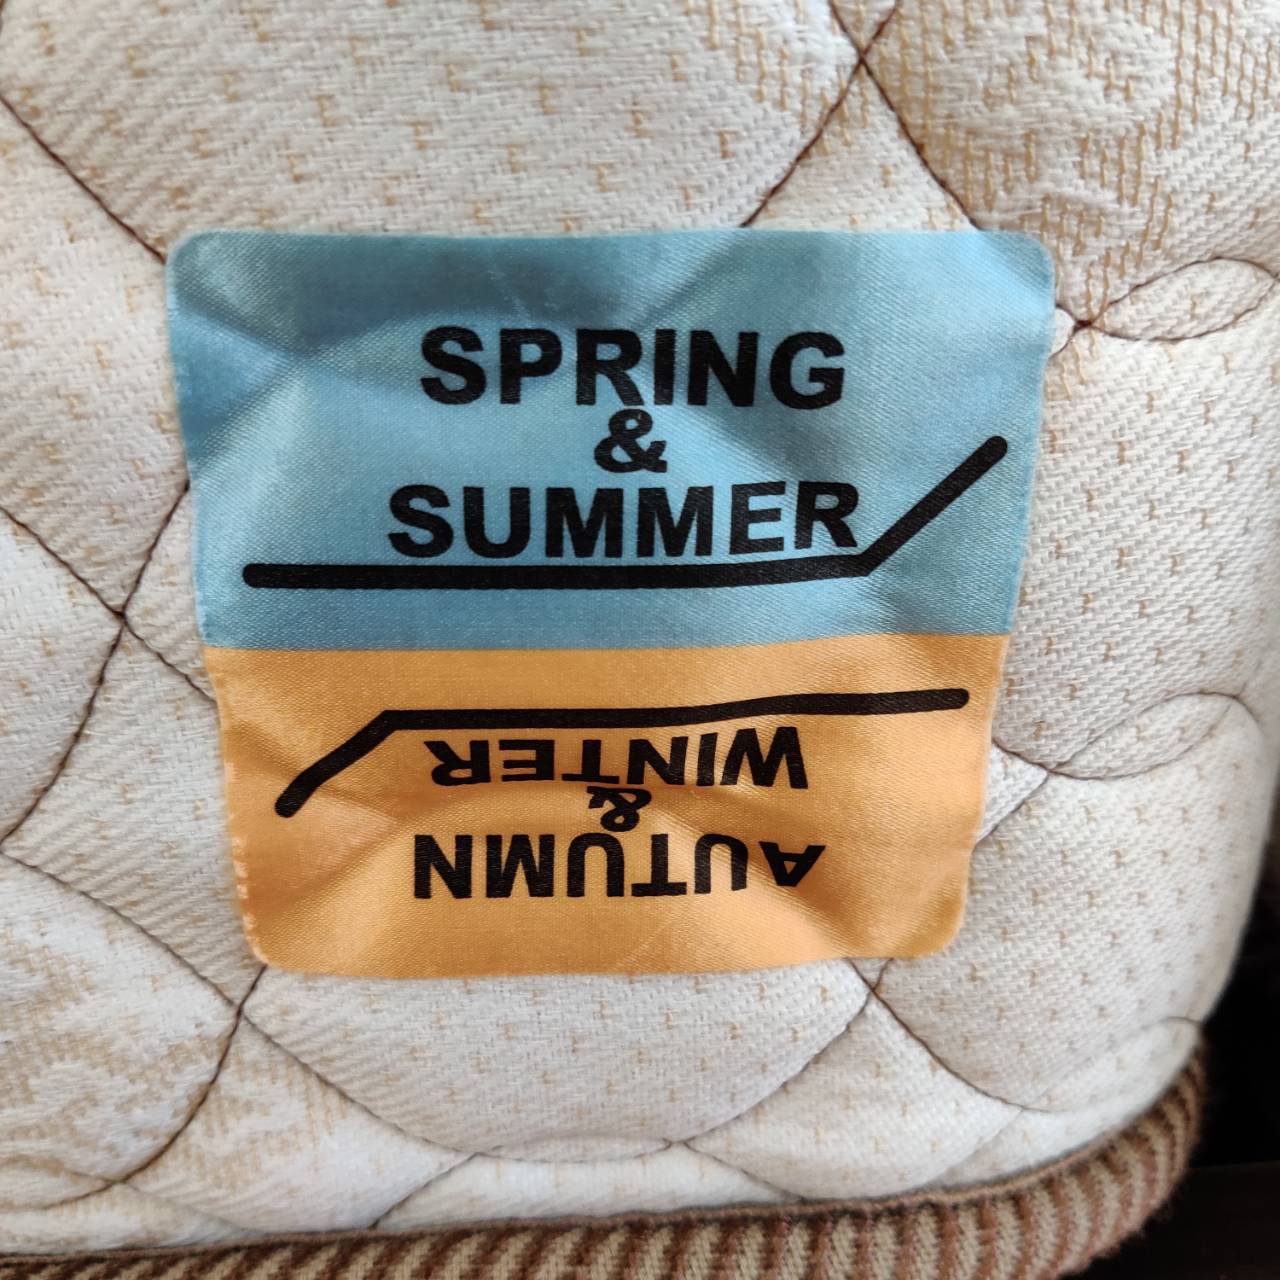 SPRING
&
SUMMER
AUTUMN
&
WINTER